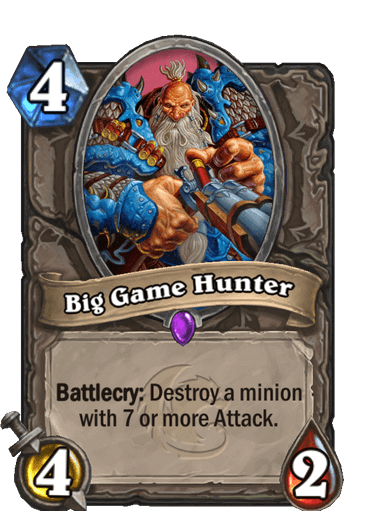 4
Big Game Hunter
Battlecry: Destroy a minion
with 7 or more Attack.
4
2